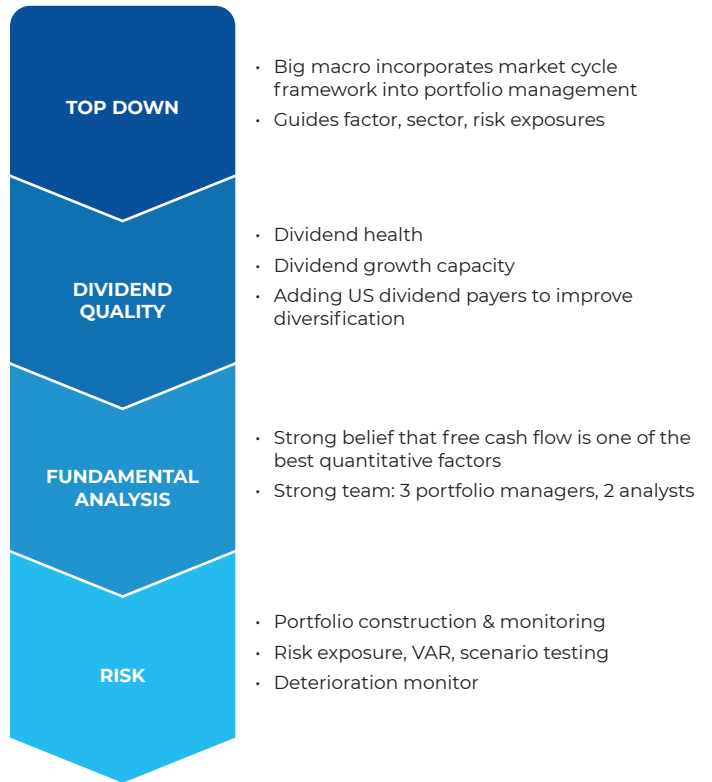 TOP DOWN
• Big macro incorporates market cycle
framework into portfolio management
• Guides factor, sector, risk exposures
DIVIDEND
QUALITY
• Dividend health
• Dividend growth capacity
• Adding US dividend payers to improve
diversification
FUNDAMENTAL
ANALYSIS
• Strong belief that free cash flow is one of the
best quantitative factors
• Strong team: 3 portfolio managers, 2 analysts
RISK
• Portfolio construction & monitoring
• Risk exposure, VAR, scenario testing
• Deterioration monitor